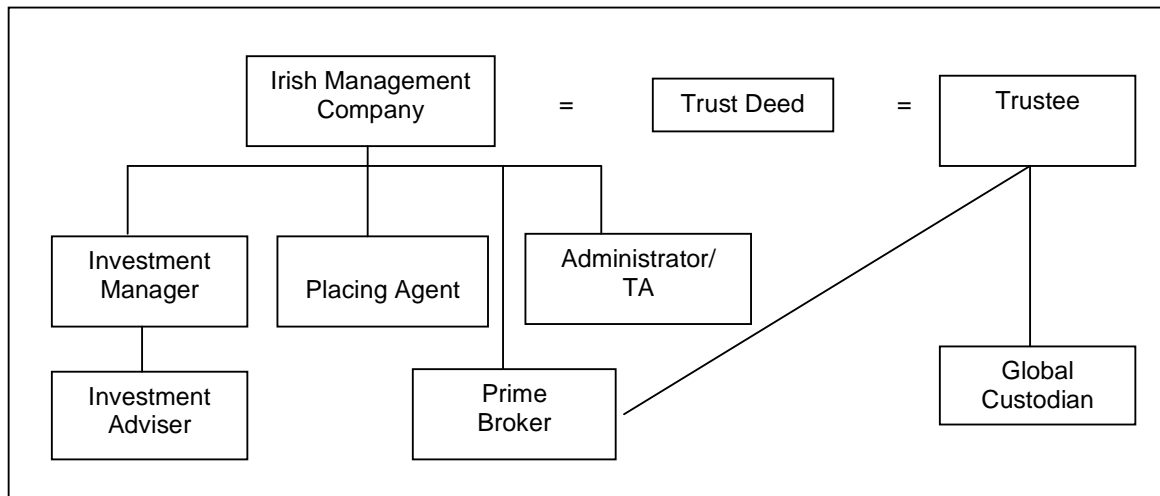 Irish Management
Company
=
Trust Deed
=
Trustee
Investment
Manager
Placing Agent
Administrator/
TA
Investment
Adviser
Prime
Broker
Global
Custodian